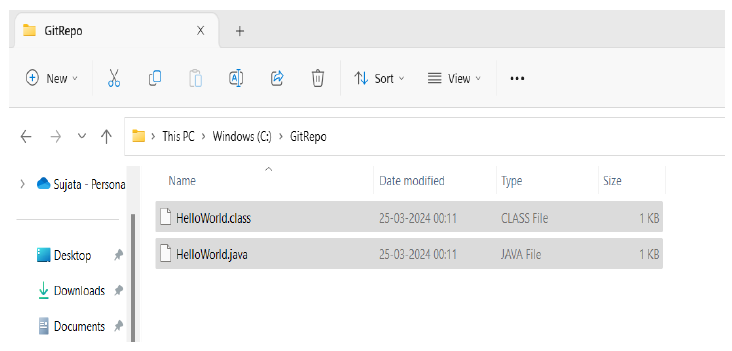 GitRepo
New
Sort
View
This PC > Windows (C:) > GitRepo
Name Date modified Type Size
Sujata - Persona
HelloWorld.class 25-03-2024 00:11 CLASS File 1 KB
Desktop
HelloWorld.java 25-03-2024 00:11 JAVA File 1 KB
Downloads
Documents